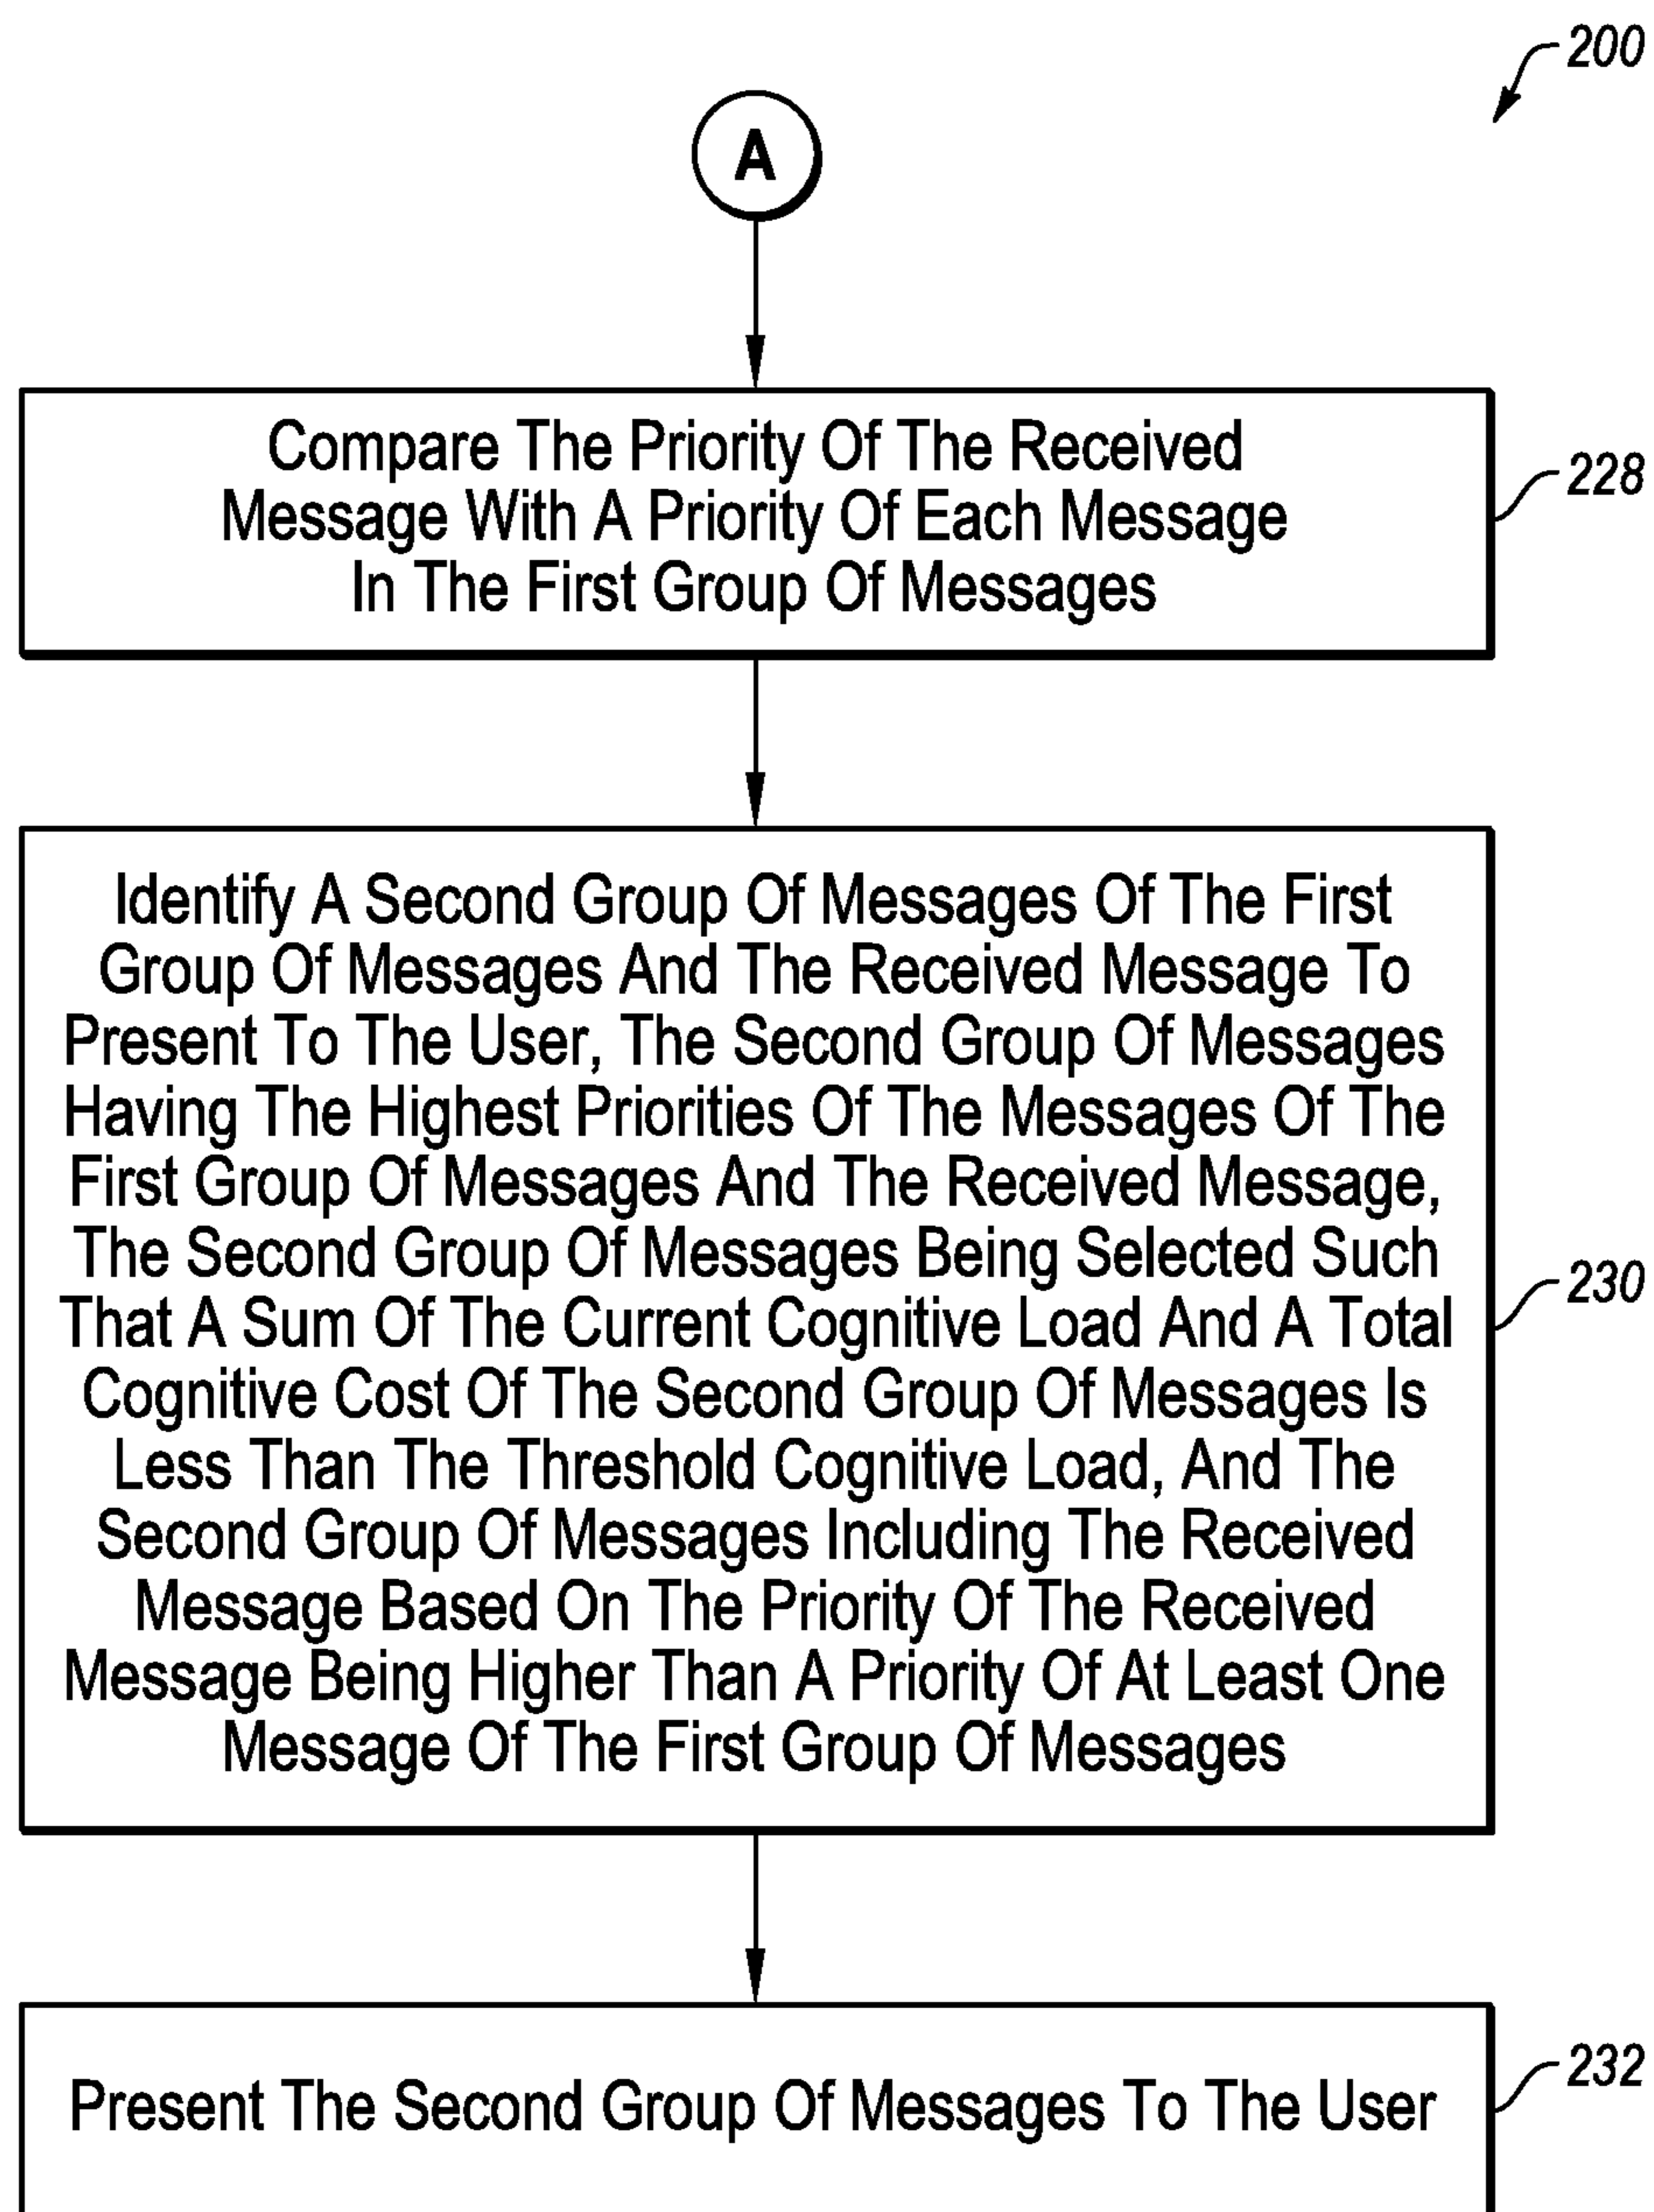 200
A
Compare The Priority Of The Received
Message With A Priority Of Each Message
In The First Group Of Messages
228
Identify A Second Group Of Messages Of The First
Group Of Messages And The Received Message To
Present To The User, The Second Group Of Messages
Having The Highest Priorities Of The Messages Of The
First Group Of Messages And The Received Message,
The Second Group Of Messages Being Selected Such
That A Sum Of The Current Cognitive Load And A Total
Cognitive Cost Of The Second Group Of Messages Is
Less Than The Threshold Cognitive Load, And The
Second Group Of Messages Including The Received
Message Based On The Priority Of The Received
Message Being Higher Than A Priority Of At Least One
Message Of The First Group Of Messages
230
Present The Second Group Of Messages To The User
232